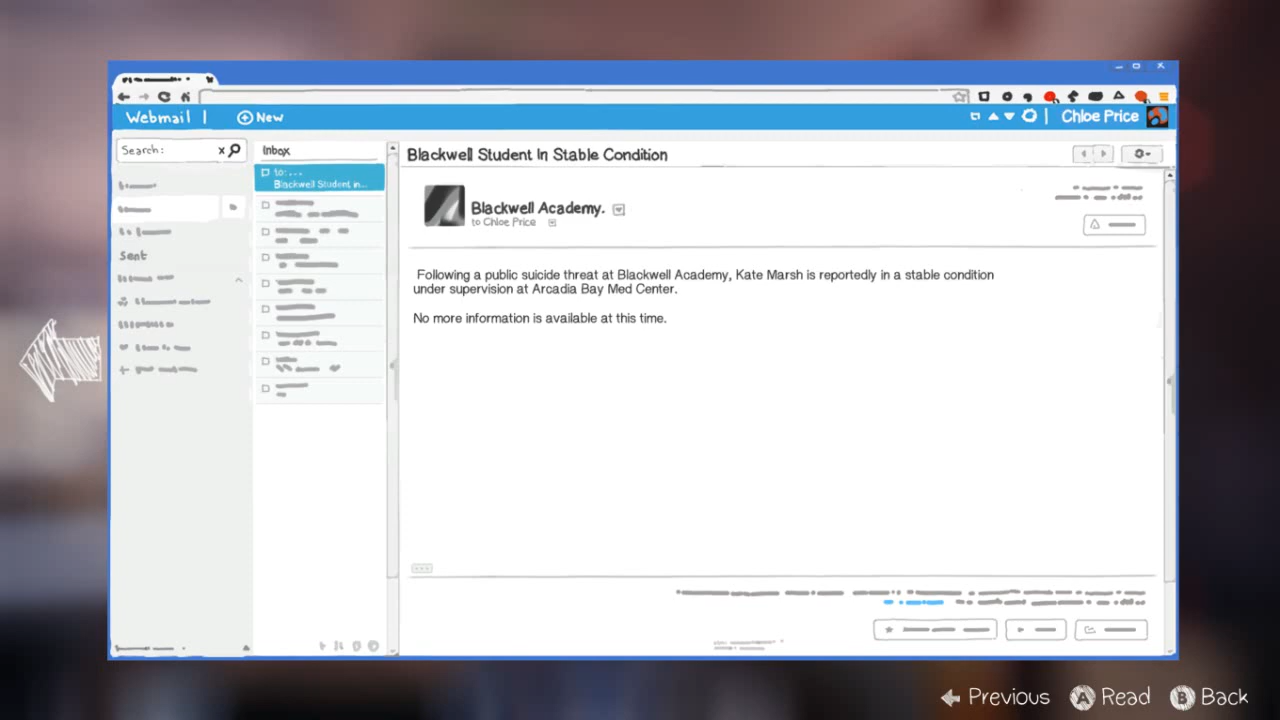 Webmail |
New
Chloe Price
Search: x
Inbox
Blackwell Student In Stable Condition
to: ...
Blackwell Student in...
Blackwell Academy.
to Chloe Price
Sent
Following a public suicide threat at Blackwell Academy, Kate Marsh is reportedly in a stable condition
under supervision at Arcadia Bay Med Center.
No more information is available at this time.
Previous
A Read
B Back